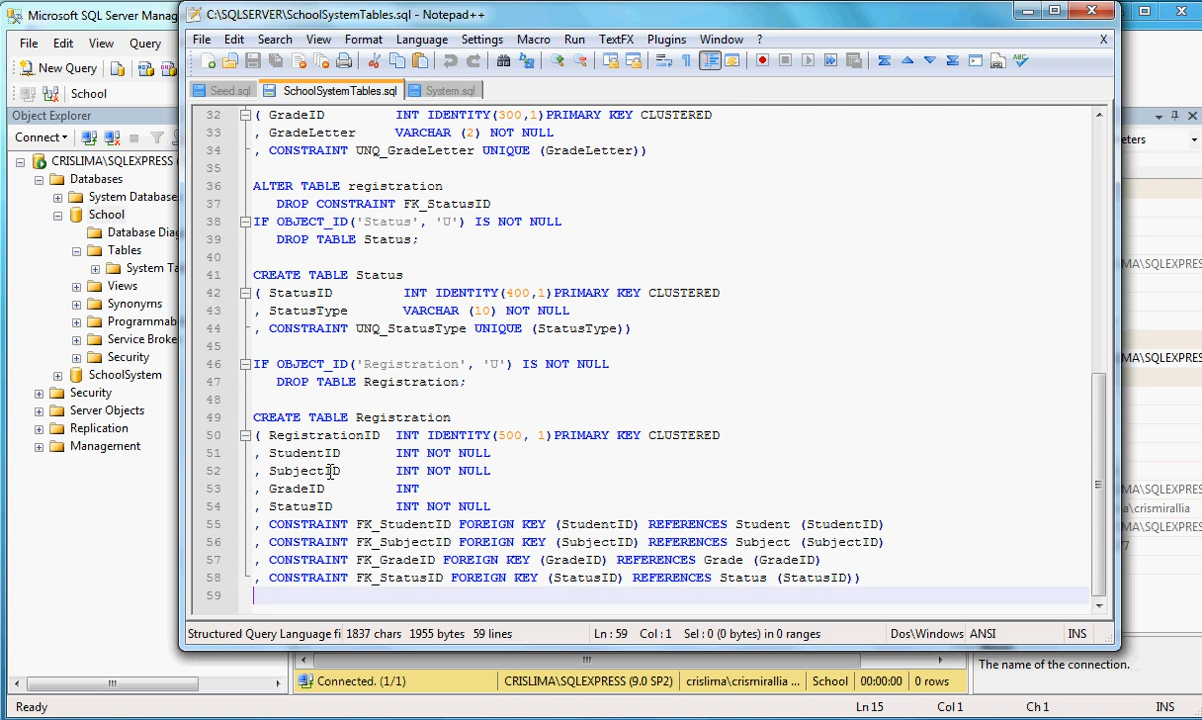 Microsoft SQL Server Manag
C:\SQLSERVER\SchoolSystemTables.sql - Notepad++
File Edit View Query
File Edit Search View Format Language Settings Macro Run TextFX Plugins Window ? X
New Query
School
Seed.sql SchoolSystemTables.sql System.sql
Object Explorer
Connect
CRISLIMA\SQLEXPRESS (
Databases
System Database
School
Database Diag
Tables
System Ta
Views
Synonyms
Programmab
Service Broke
Security
SchoolSystem
Security
Server Objects
Replication
Management
32 ( GradeID INT IDENTITY(300,1)PRIMARY KEY CLUSTERED
33 , GradeLetter VARCHAR (2) NOT NULL
34 , CONSTRAINT UNQ_GradeLetter UNIQUE (GradeLetter))
35
36 ALTER TABLE registration
37 DROP CONSTRAINT FK_StatusID
38 IF OBJECT_ID('Status', 'U') IS NOT NULL
39 DROP TABLE Status;
40
41 CREATE TABLE Status
42 ( StatusID INT IDENTITY(400,1)PRIMARY KEY CLUSTERED
43 , StatusType VARCHAR (10) NOT NULL
44 , CONSTRAINT UNQ_StatusType UNIQUE (StatusType))
45
46 IF OBJECT_ID('Registration', 'U') IS NOT NULL
47 DROP TABLE Registration;
48
49 CREATE TABLE Registration
50 ( RegistrationID INT IDENTITY(500, 1)PRIMARY KEY CLUSTERED
51 , StudentID INT NOT NULL
52 , SubjectID INT NOT NULL
53 , GradeID INT
54 , StatusID INT NOT NULL
55 , CONSTRAINT FK_StudentID FOREIGN KEY (StudentID) REFERENCES Student (StudentID)
56 , CONSTRAINT FK_SubjectID FOREIGN KEY (SubjectID) REFERENCES Subject (SubjectID)
57 , CONSTRAINT FK_GradeID FOREIGN KEY (GradeID) REFERENCES Grade (GradeID)
58 , CONSTRAINT FK_StatusID FOREIGN KEY (StatusID) REFERENCES Status (StatusID))
59
eters
MA\SQLEXPRESS
MA\SQLEXPRESS
MA\SQLEXPRESS
na\crismirallia
MA\SQLEXPRESS
Structured Query Language fi 1837 chars 1955 bytes 59 lines Ln : 59 Col : 1 Sel : 0 (0 bytes) in 0 ranges Dos\Windows ANSI INS
The name of the connection.
Connected. (1/1) CRISLIMA\SQLEXPRESS (9.0 SP2) crislima\crismirallia ... School 00:00:00 0 rows
Ready Ln 15 Col 1 Ch 1 INS